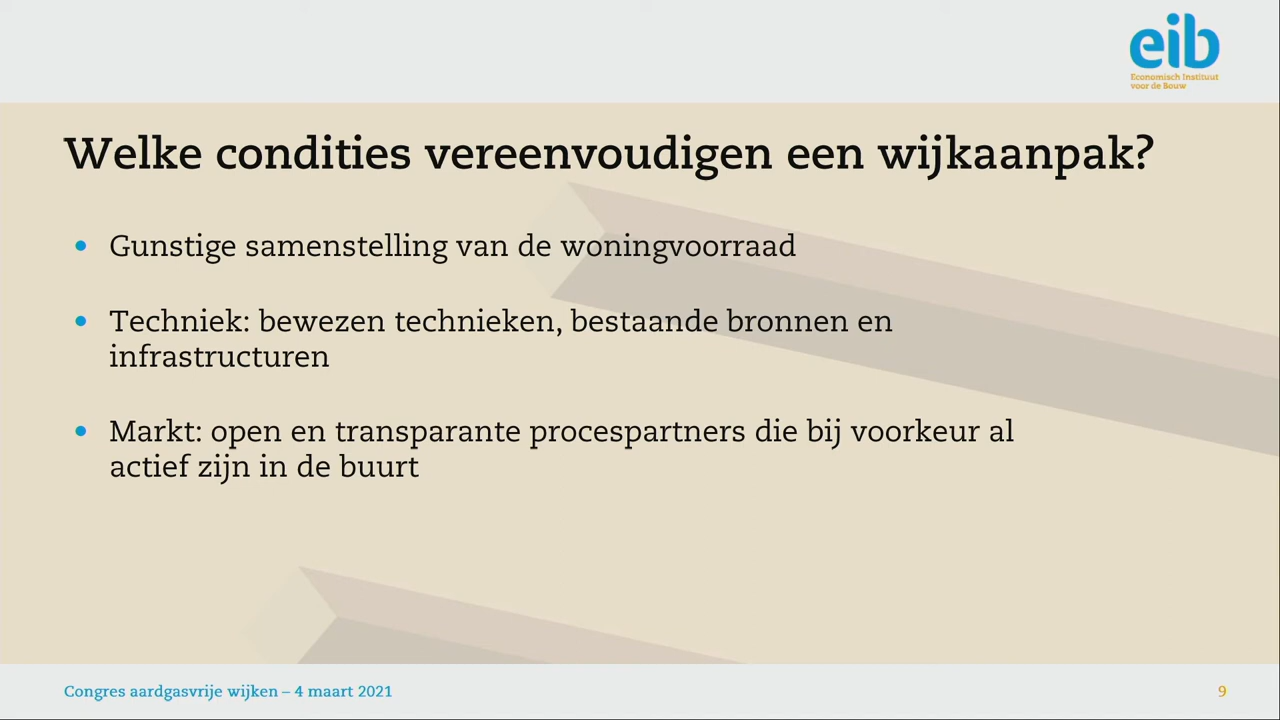 eib
Economisch Instituut
voor de Bouw
Welke condities vereenvoudigen een wijkaanpak?
• Gunstige samenstelling van de woningvoorraad
• Techniek: bewezen technieken, bestaande bronnen en
infrastructuren
• Markt: open en transparante procespartners die bij voorkeur al
actief zijn in de buurt
Congres aardgasvrije wijken – 4 maart 2021
9